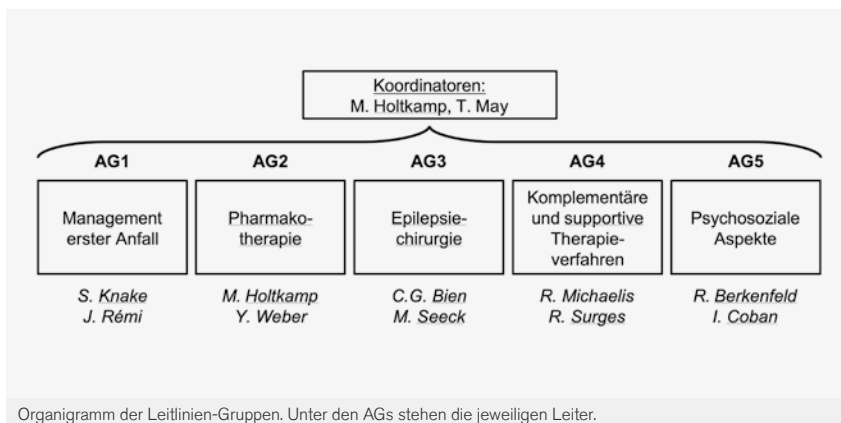 Koordinatoren:
M. Holtkamp, T. May
AG1 AG2 AG3 AG4 AG5
Management
erster Anfall
Pharmako-
therapie
Epilepsie-
chirurgie
Komplementäre
und supportive
Therapie-
verfahren
Psychosoziale
Aspekte
S. Knake
J. Rémi
M. Holtkamp
Y. Weber
C.G. Bien
M. Seeck
R. Michaelis
R. Surges
R. Berkenfeld
I. Coban
Organigramm der Leitlinien-Gruppen. Unter den AGs stehen die jeweiligen Leiter.